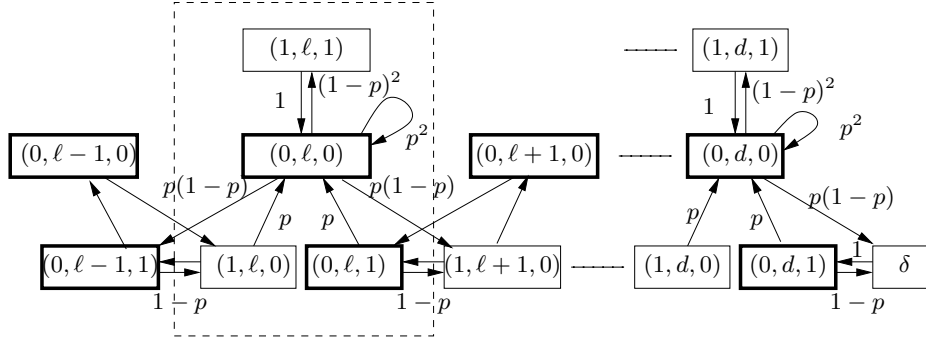 (1, ℓ, 1) (1, d, 1)
1 (1 − p)² 1 (1 − p)²
p² p²
(0, ℓ − 1, 0) (0, ℓ, 0) (0, ℓ + 1, 0) (0, d, 0)
p(1 − p) p(1 − p) p(1 − p)
p p p p
(0, ℓ − 1, 1) (1, ℓ, 0) (0, ℓ, 1) (1, ℓ + 1, 0) (1, d, 0) (0, d, 1) 1 δ
1 − p 1 − p 1 − p